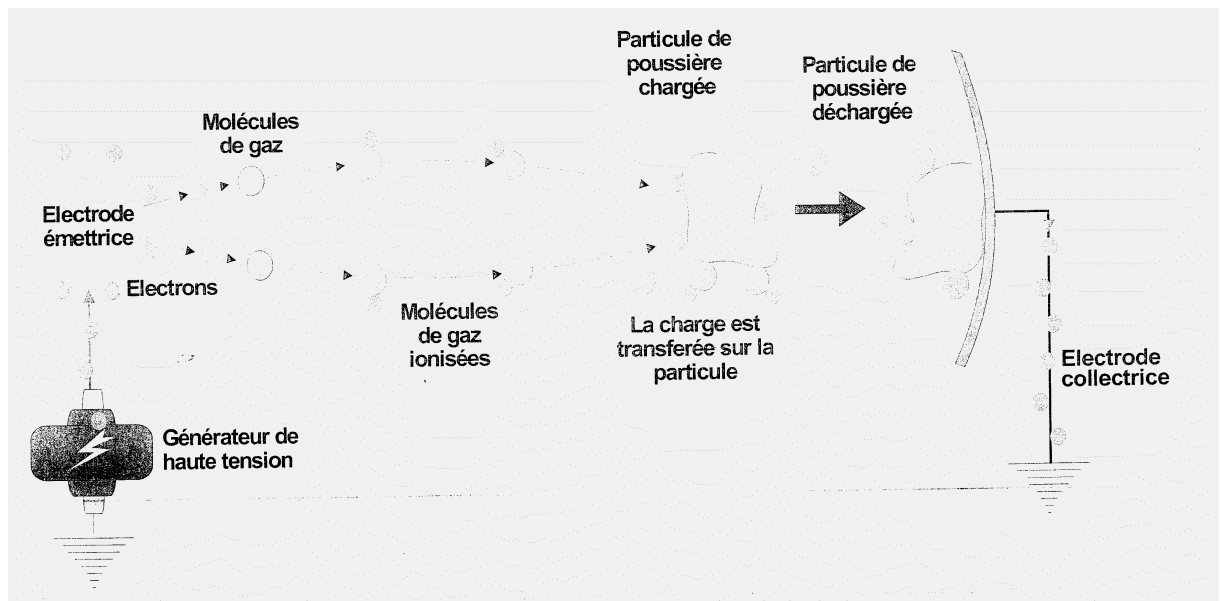 Particule de
poussière
chargée
Particule de
poussière
déchargée
Molécules
de gaz
Electrode
émettrice
Electrons
Molécules
de gaz
ionisées
La charge est
transferée sur la
particule
Electrode
collectrice
Générateur de
haute tension